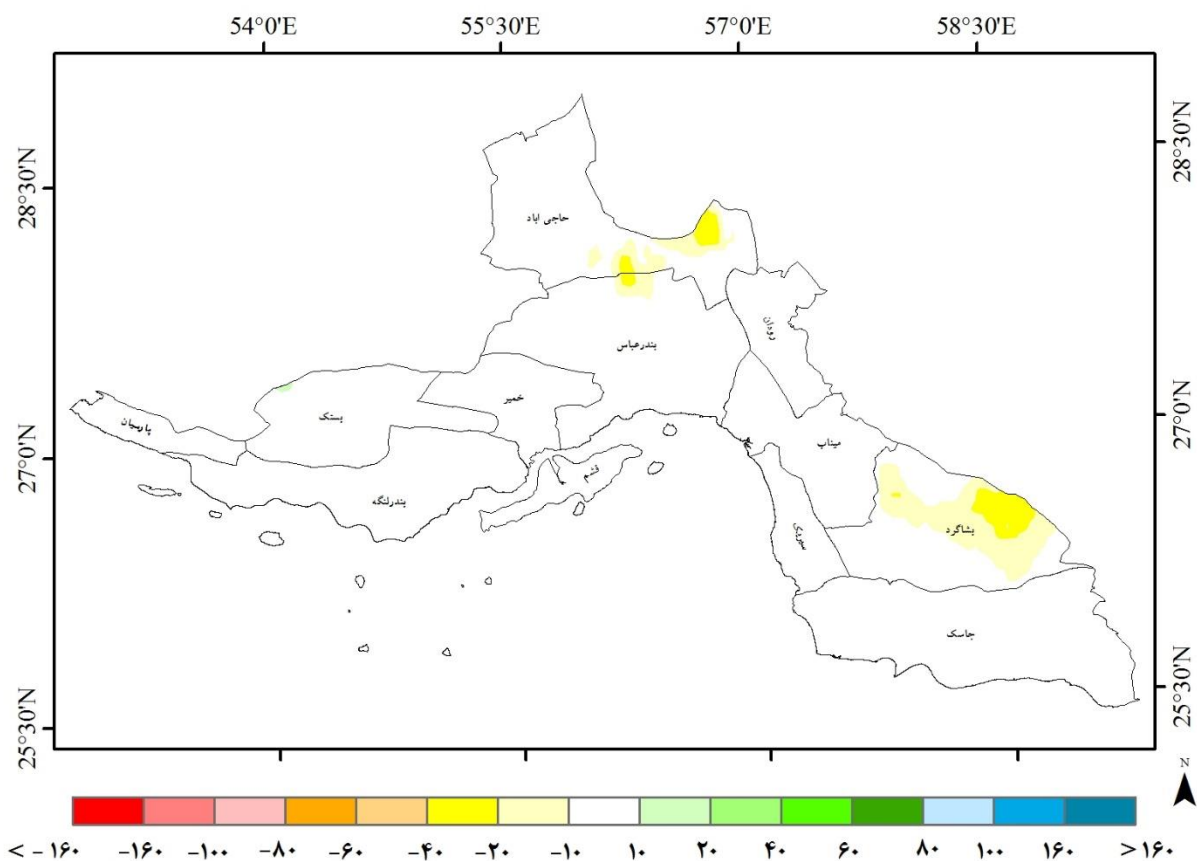 54°0'E 55°30'E 57°0'E 58°30'E
28°30'N
28°30'N
حاجی اباد
رودان
بندرعباس
27°0'N
خمیر
بستک
پارسیان
میناب
27°0'N
قشم
بندرلنگه
بشاگرد
سیریک
جاسک
25°30'N
25°30'N
N
< -۱۶۰ -۱۶۰ -۱۰۰ -۸۰ -۶۰ -۴۰ -۲۰ -۱۰ ۱۰ ۲۰ ۴۰ ۶۰ ۸۰ ۱۰۰ ۱۶۰ >۱۶۰